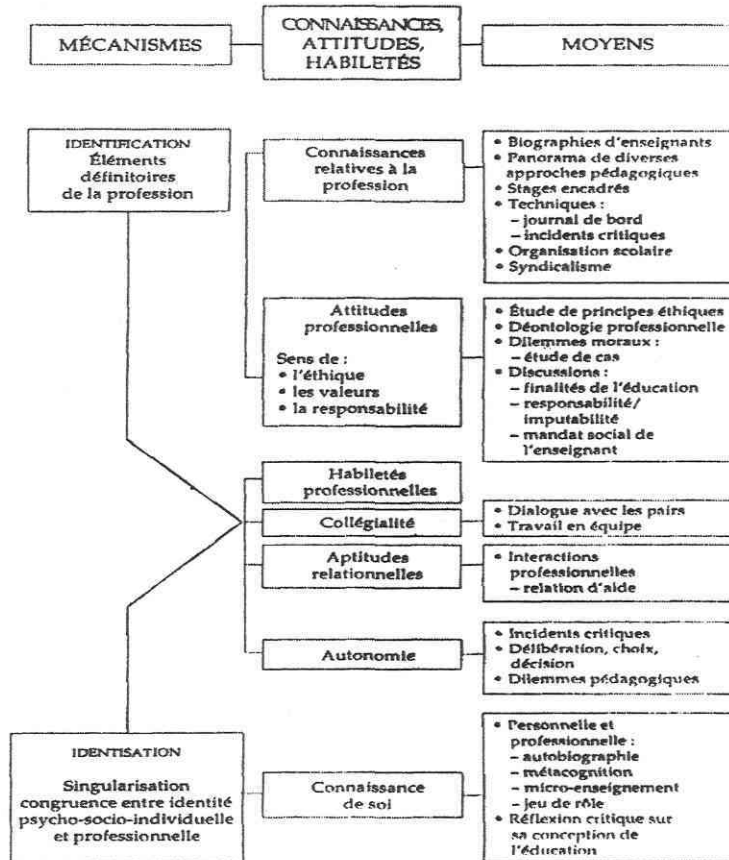 MÉCANISMES
CONNAISSANCES,
ATTITUDES,
HABILETÉS
MOYENS
IDENTIFICATION
Éléments
définitoires
de la profession
Connaissances
relatives à la
profession
• Biographies d'enseignants
• Panorama de diverses
approches pédagogiques
• Stages encadrés
• Techniques :
– journal de bord
– incidents critiques
• Organisation scolaire
• Syndicalisme
Attitudes
professionnelles
Sens de :
• l'éthique
• les valeurs
• la responsabilité
• Étude de principes éthiques
• Déontologie professionnelle
• Dilemmes moraux :
– étude de cas
• Discussions :
– finalités de l'éducation
– responsabilité/
imputabilité
– mandat social de
l'enseignant
Habiletés
professionnelles
Collégialité
• Dialogue avec les pairs
• Travail en équipe
Aptitudes
relationnelles
• Interactions
professionnelles
– relation d'aide
Autonomie
• Incidents critiques
• Délibération, choix,
décision
• Dilemmes pédagogiques
IDENTISATION
Singularisation
congruence entre identité
psycho-socio-individuelle
et professionnelle
Connaissance
de soi
• Personnelle et
professionnelle :
– autobiographie
– métacognition
– micro-enseignement
– jeu de rôle
• Réflexion critique sur
sa conception de
l'éducation